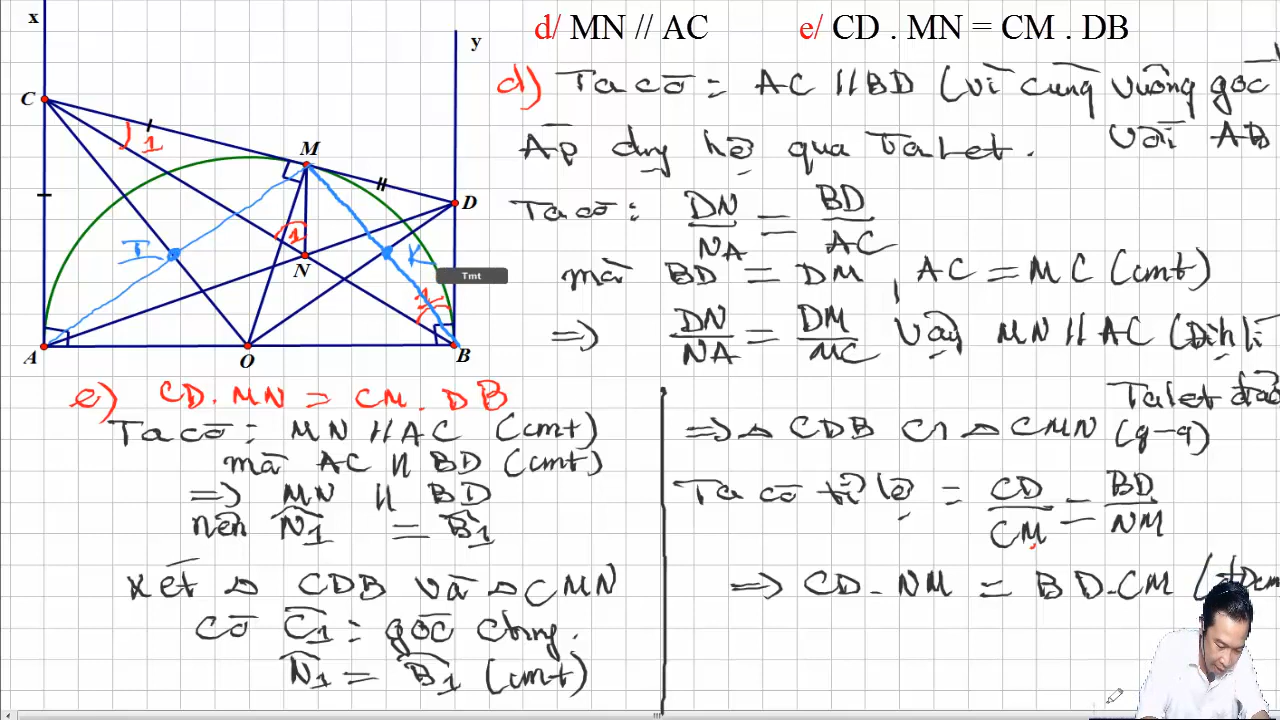 d/ MN // AC
e/ CD . MN = CM . DB
x
y
C
1
M
D
I
1
N
K
Tmt
1
A
O
B
d) Ta có : AC // BD (vì cùng vuông góc
với AB
Áp dụng hệ qua Talet.
Ta có : DN/NA = BD/AC
mà BD = DM , AC = MC (cmt)
=> DN/NA = DM/MC Vậy MN // AC (Định lí
Talet đảo
e) CD.MN = CM.DB
Ta có : MN // AC (cmt)
mà AC // BD (cmt)
=> MN // BD
nên N̂1 = B̂1
xét △ CDB và △ CMN
có Ĉ1 : góc chung.
N̂1 = B̂1 (cmt)
=> △ CDB ∽ △ CMN (g-g)
Ta có tỉ lệ = CD/CM = BD/NM
=> CD . NM = BD.CM (đpcm